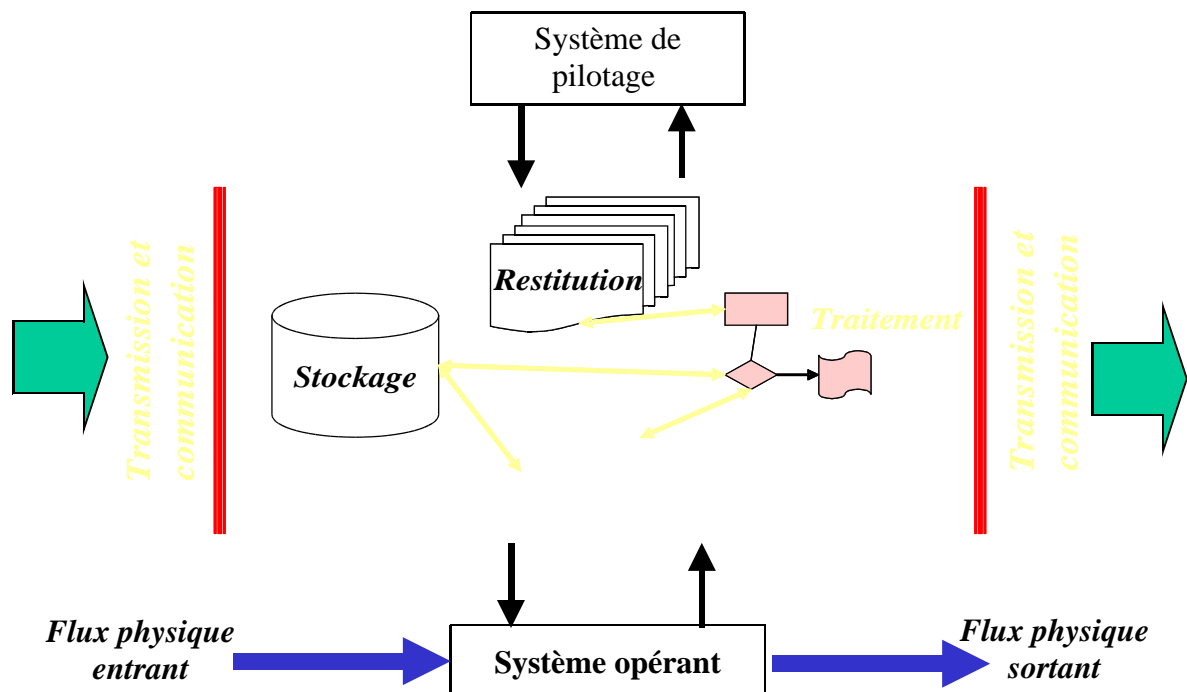 Système de
pilotage
Transmission et
communication
Restitution
Stockage
Traitement
Transmission et
communication
Flux physique
entrant
Système opérant
Flux physique
sortant